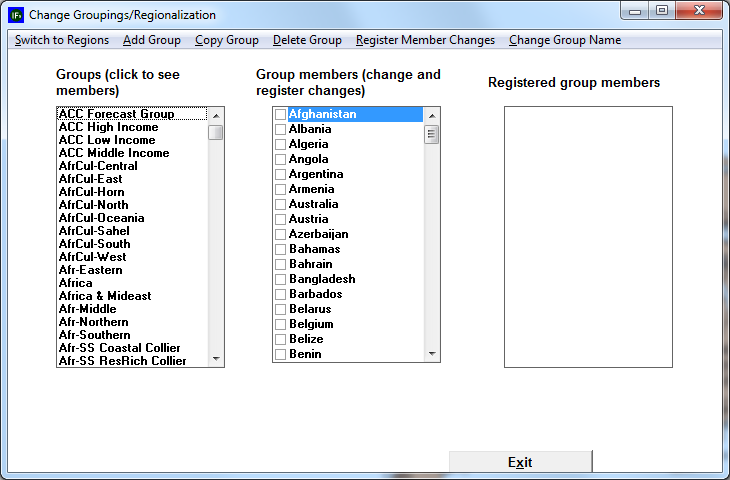 IFs Change Groupings/Regionalization
Switch to Regions Add Group Copy Group Delete Group Register Member Changes Change Group Name
Groups (click to see
members)
ACC Forecast Group
ACC High Income
ACC Low Income
ACC Middle Income
AfrCul-Central
AfrCul-East
AfrCul-Horn
AfrCul-North
AfrCul-Oceania
AfrCul-Sahel
AfrCul-South
AfrCul-West
Afr-Eastern
Africa
Africa & Mideast
Afr-Middle
Afr-Northern
Afr-Southern
Afr-SS Coastal Collier
Afr-SS ResRich Collier
Group members (change and
register changes)
Afghanistan
Albania
Algeria
Angola
Argentina
Armenia
Australia
Austria
Azerbaijan
Bahamas
Bahrain
Bangladesh
Barbados
Belarus
Belgium
Belize
Benin
Registered group members
Exit